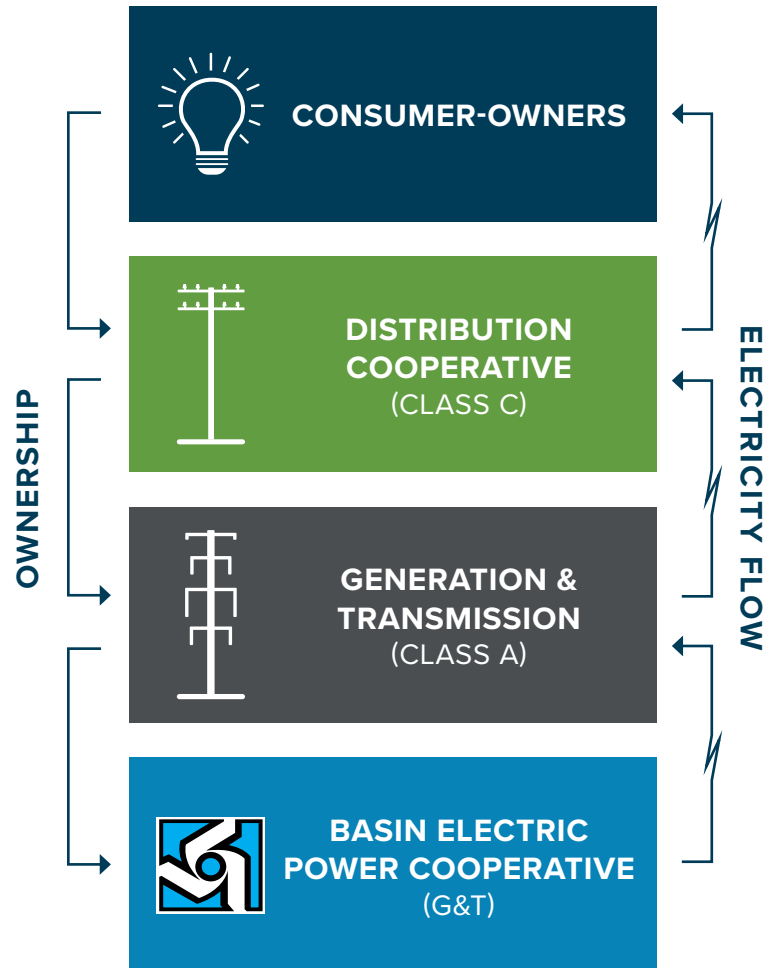 CONSUMER-OWNERS
DISTRIBUTION
COOPERATIVE
(CLASS C)
OWNERSHIP
ELECTRICITY FLOW
GENERATION &
TRANSMISSION
(CLASS A)
BASIN ELECTRIC
POWER COOPERATIVE
(G&T)